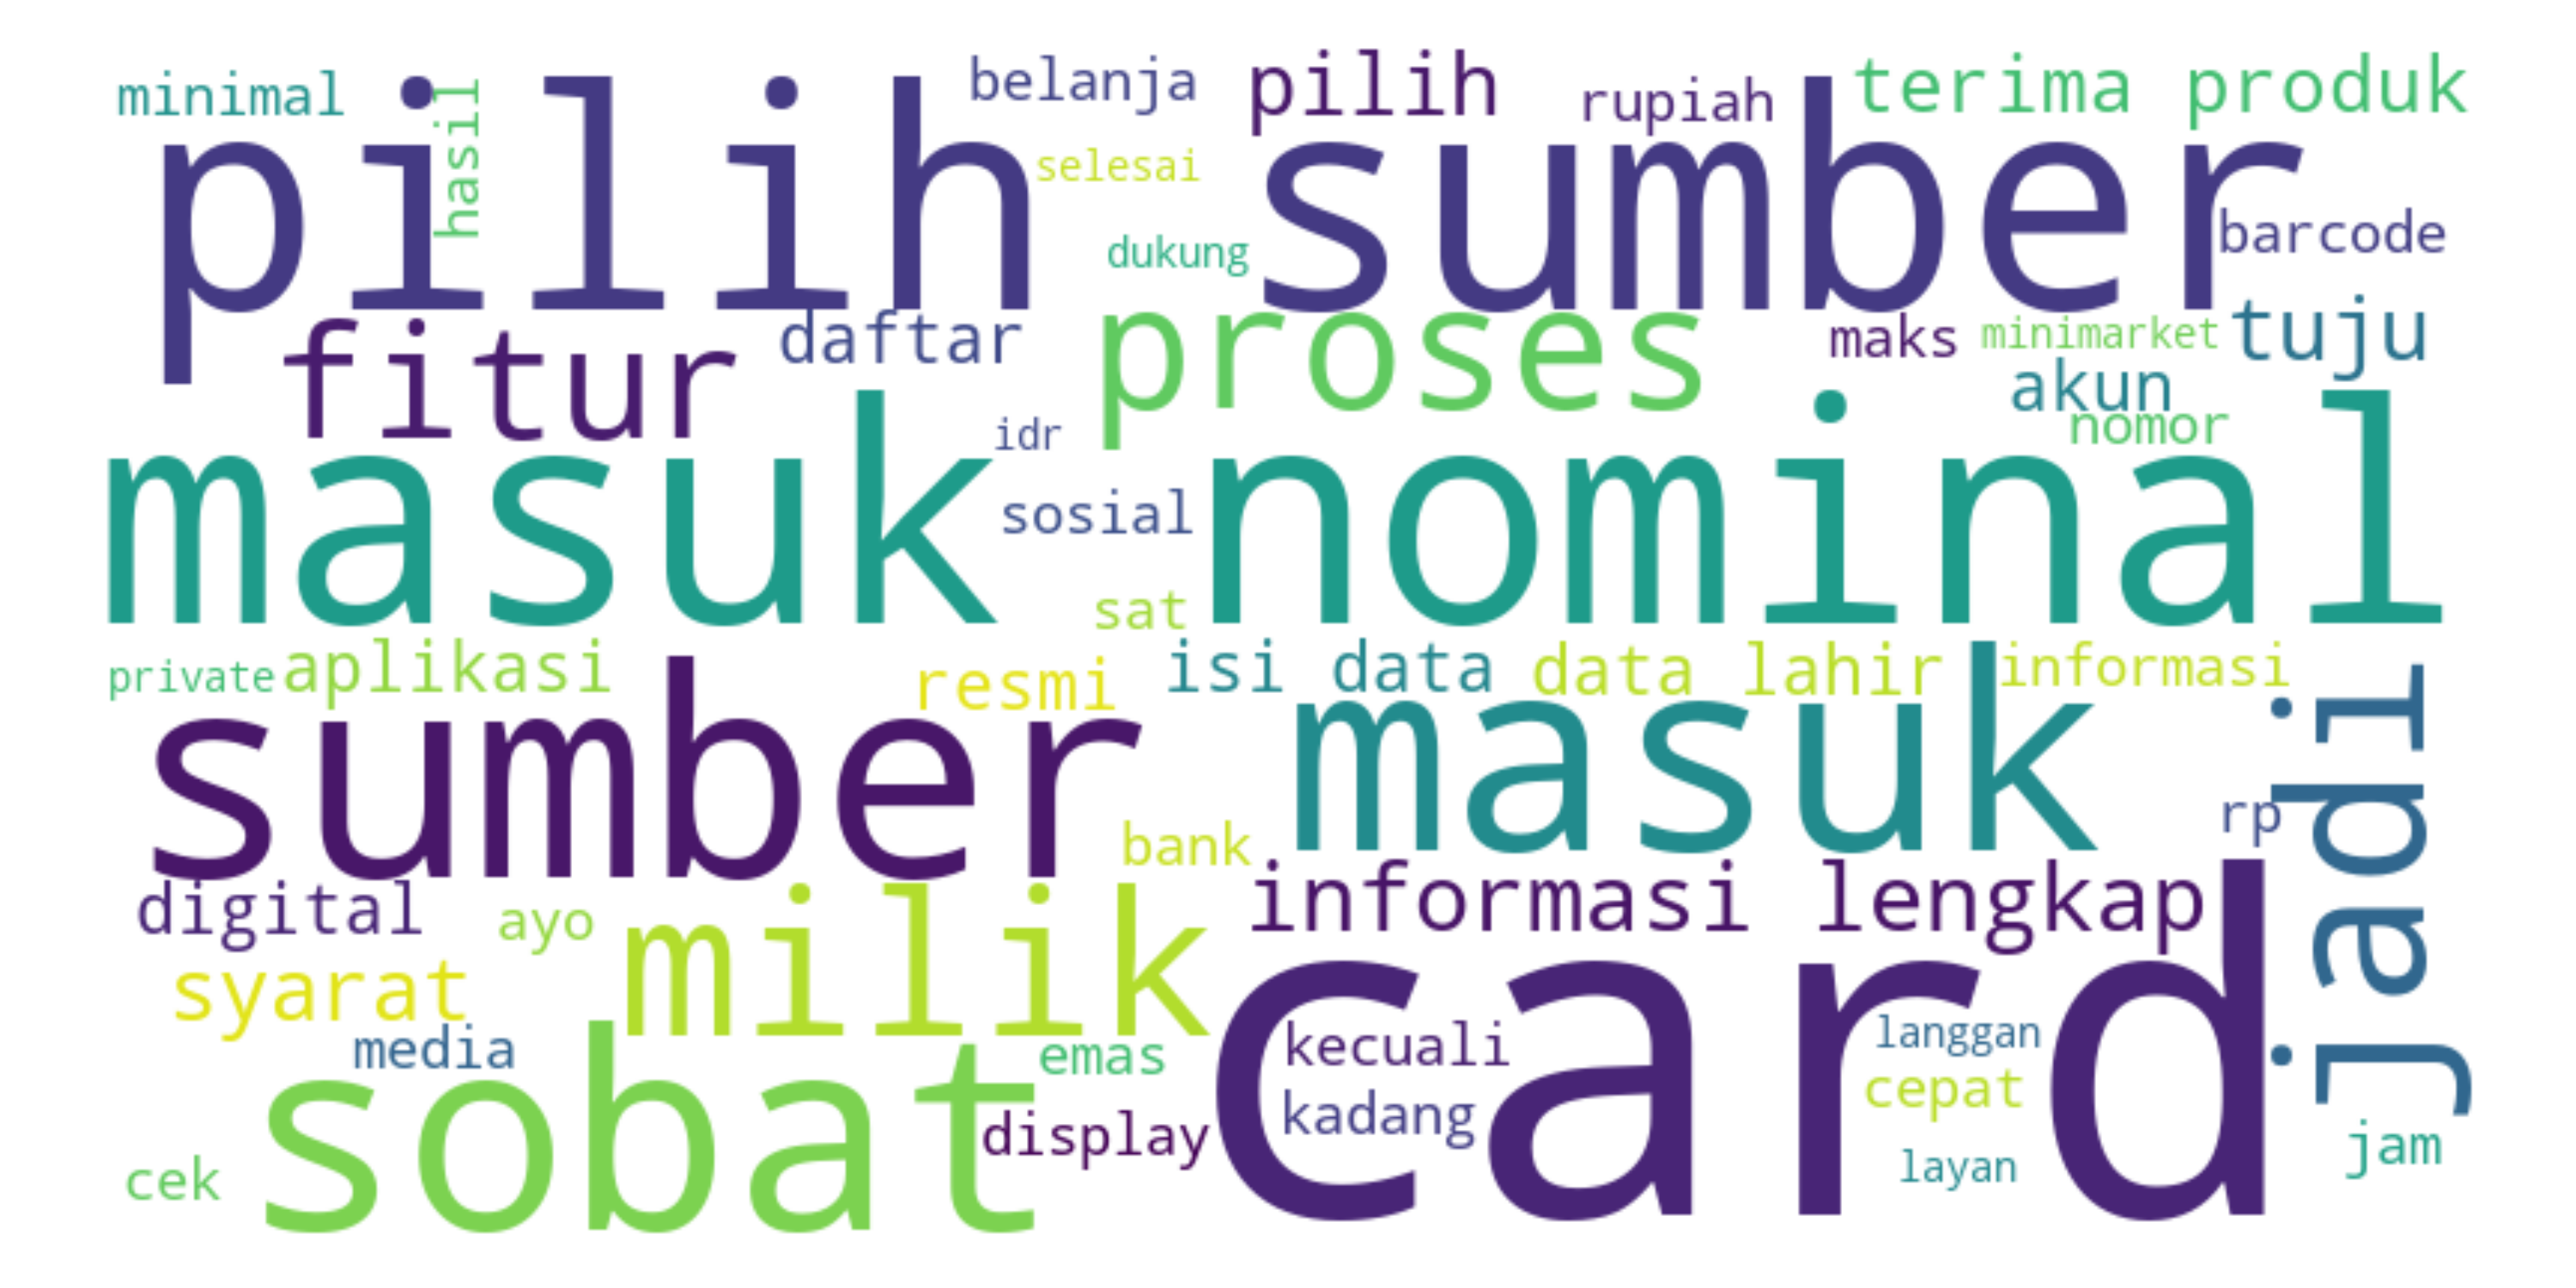 minimal
hasil
pilih sumber
belanja
pilih
rupiah
terima produk
selesai
dukung
barcode
fitur
daftar
proses
maks
minimarket
tuju
akun
nomor
masuk nominal
idr
sosial
sat
private
aplikasi
resmi
isi data
data lahir
informasi
sumber masuk
jadi
rp
bank
digital
ayo
milik
informasi lengkap
syarat
card
media
sobat
emas
kecuali
langgan
kadang
cepat
display
cek
layan
jam